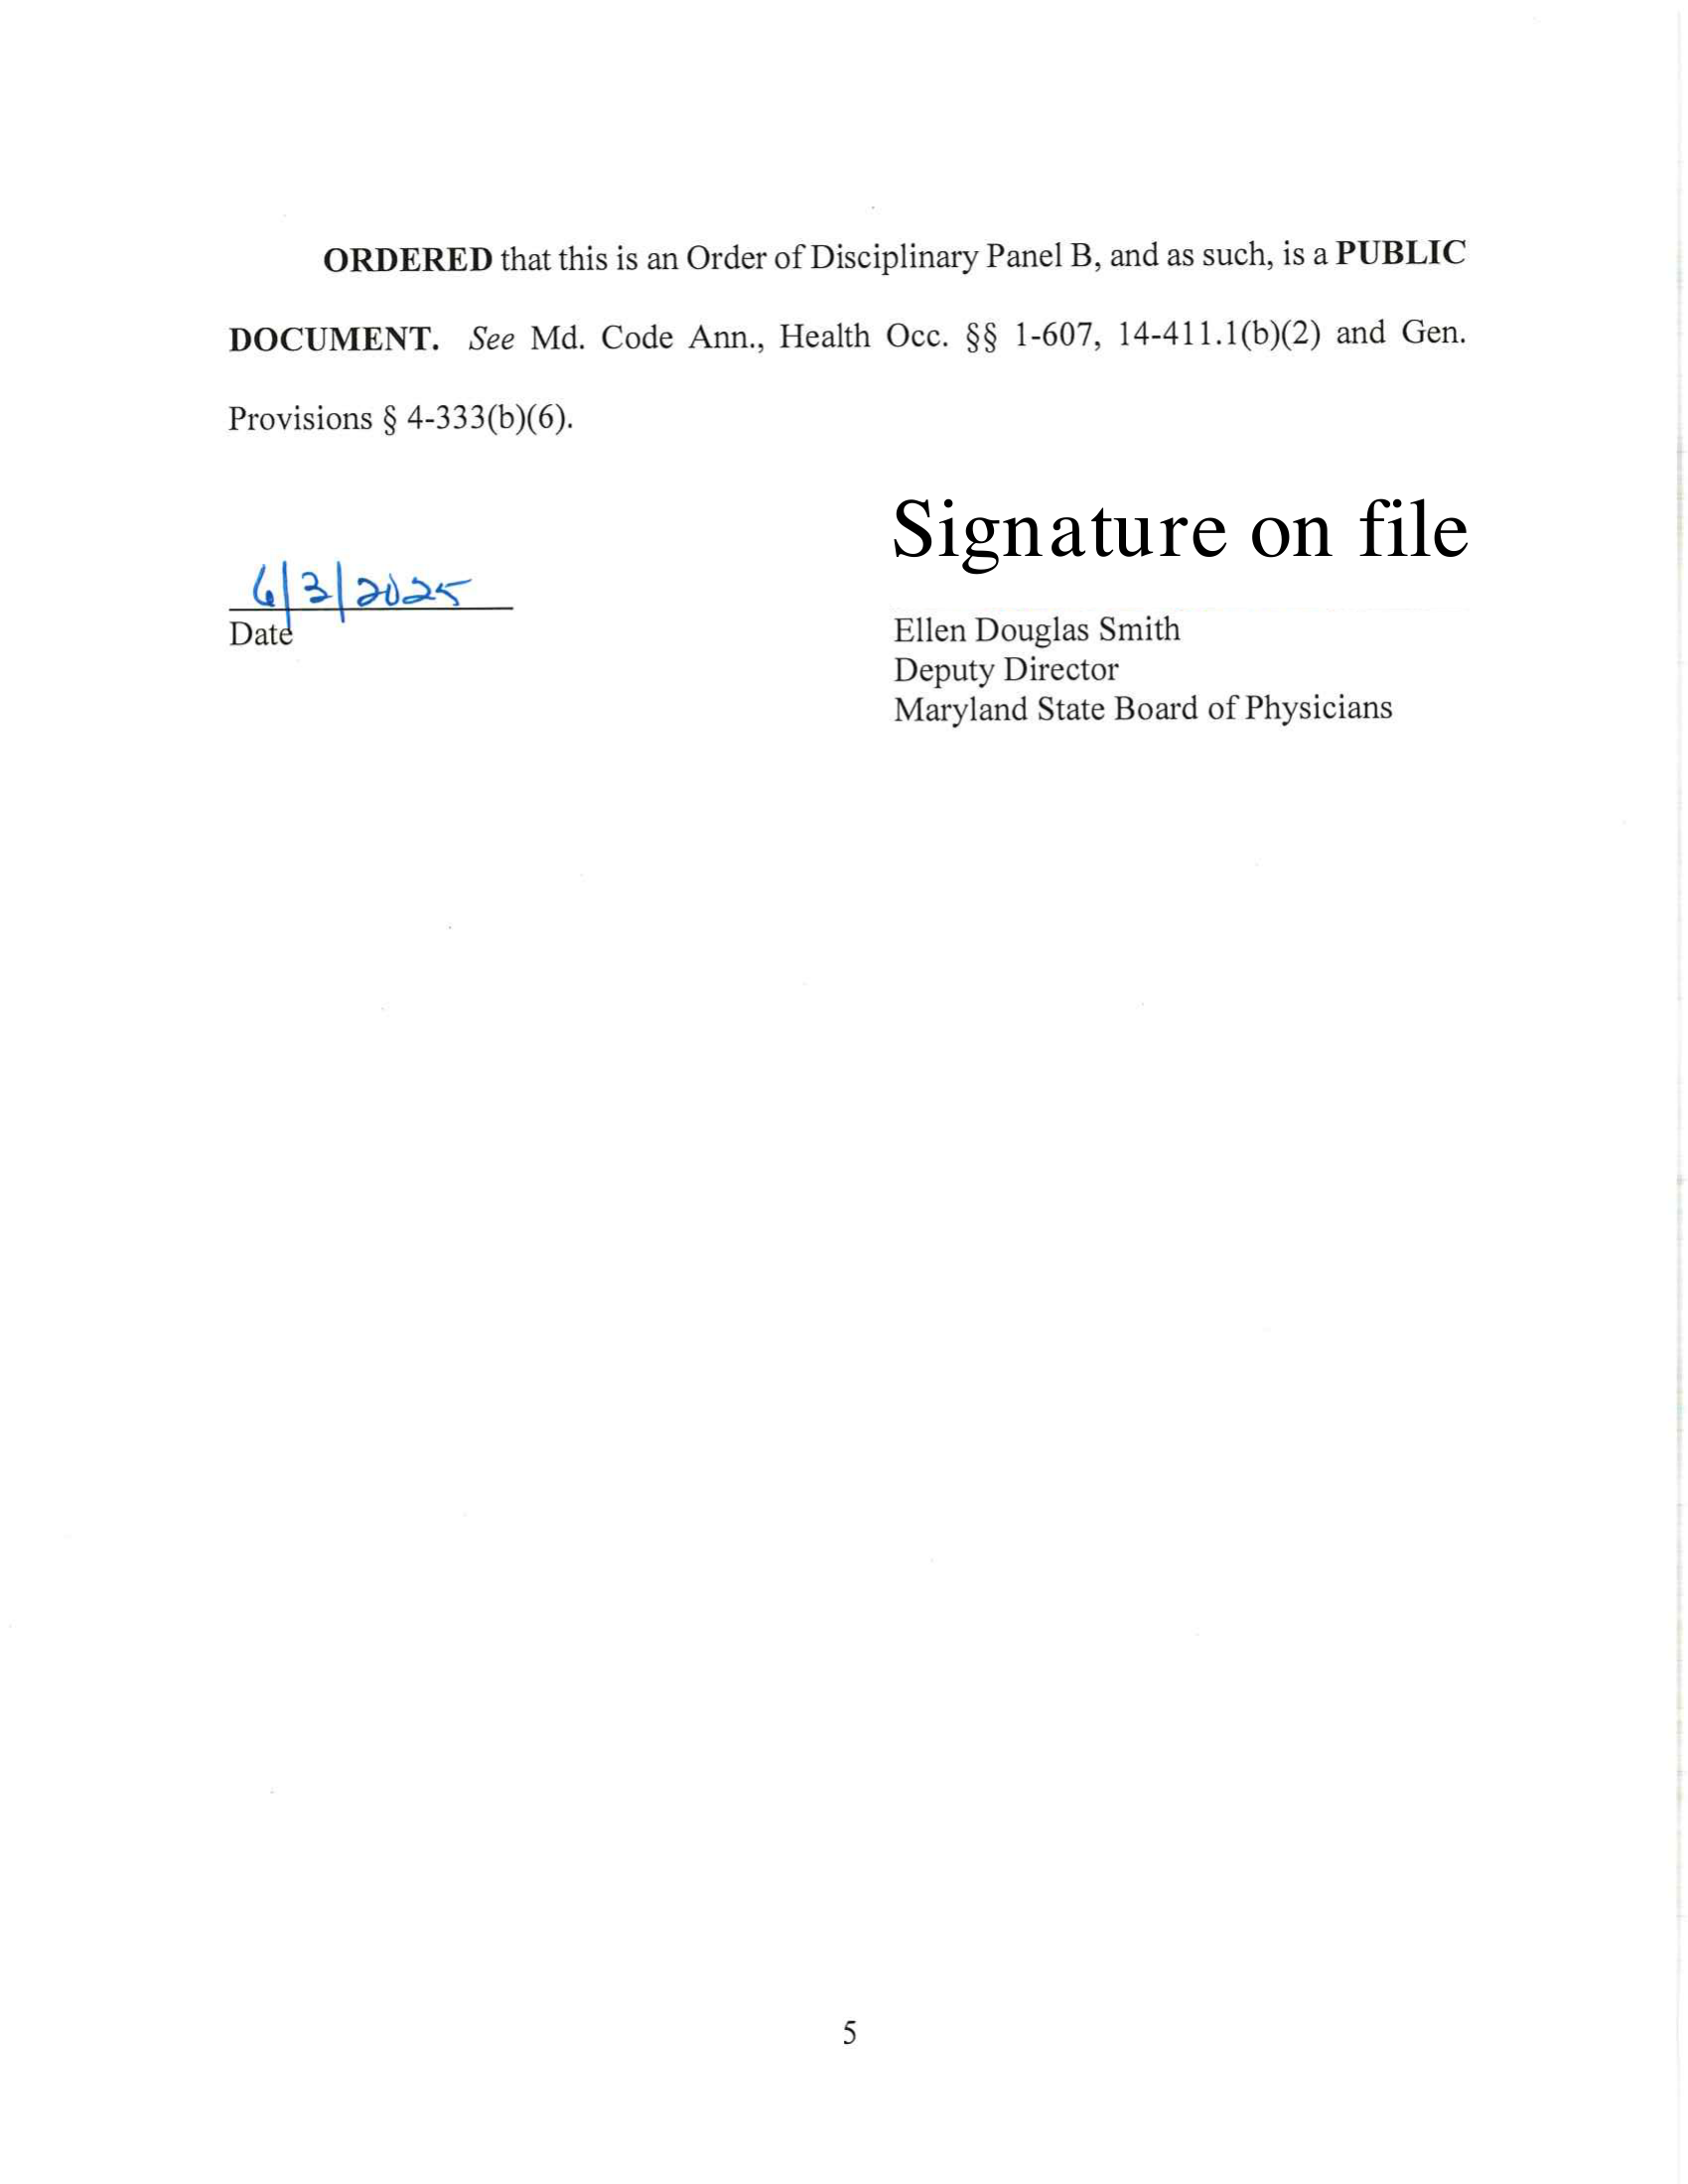 ORDERED that this is an Order of Disciplinary Panel B, and as such, is a PUBLIC
DOCUMENT. See Md. Code Ann., Health Occ. §§ 1-607, 14-411.1(b)(2) and Gen.
Provisions § 4-333(b)(6).
Signature on file
6/3/2025
Date
Ellen Douglas Smith
Deputy Director
Maryland State Board of Physicians
5